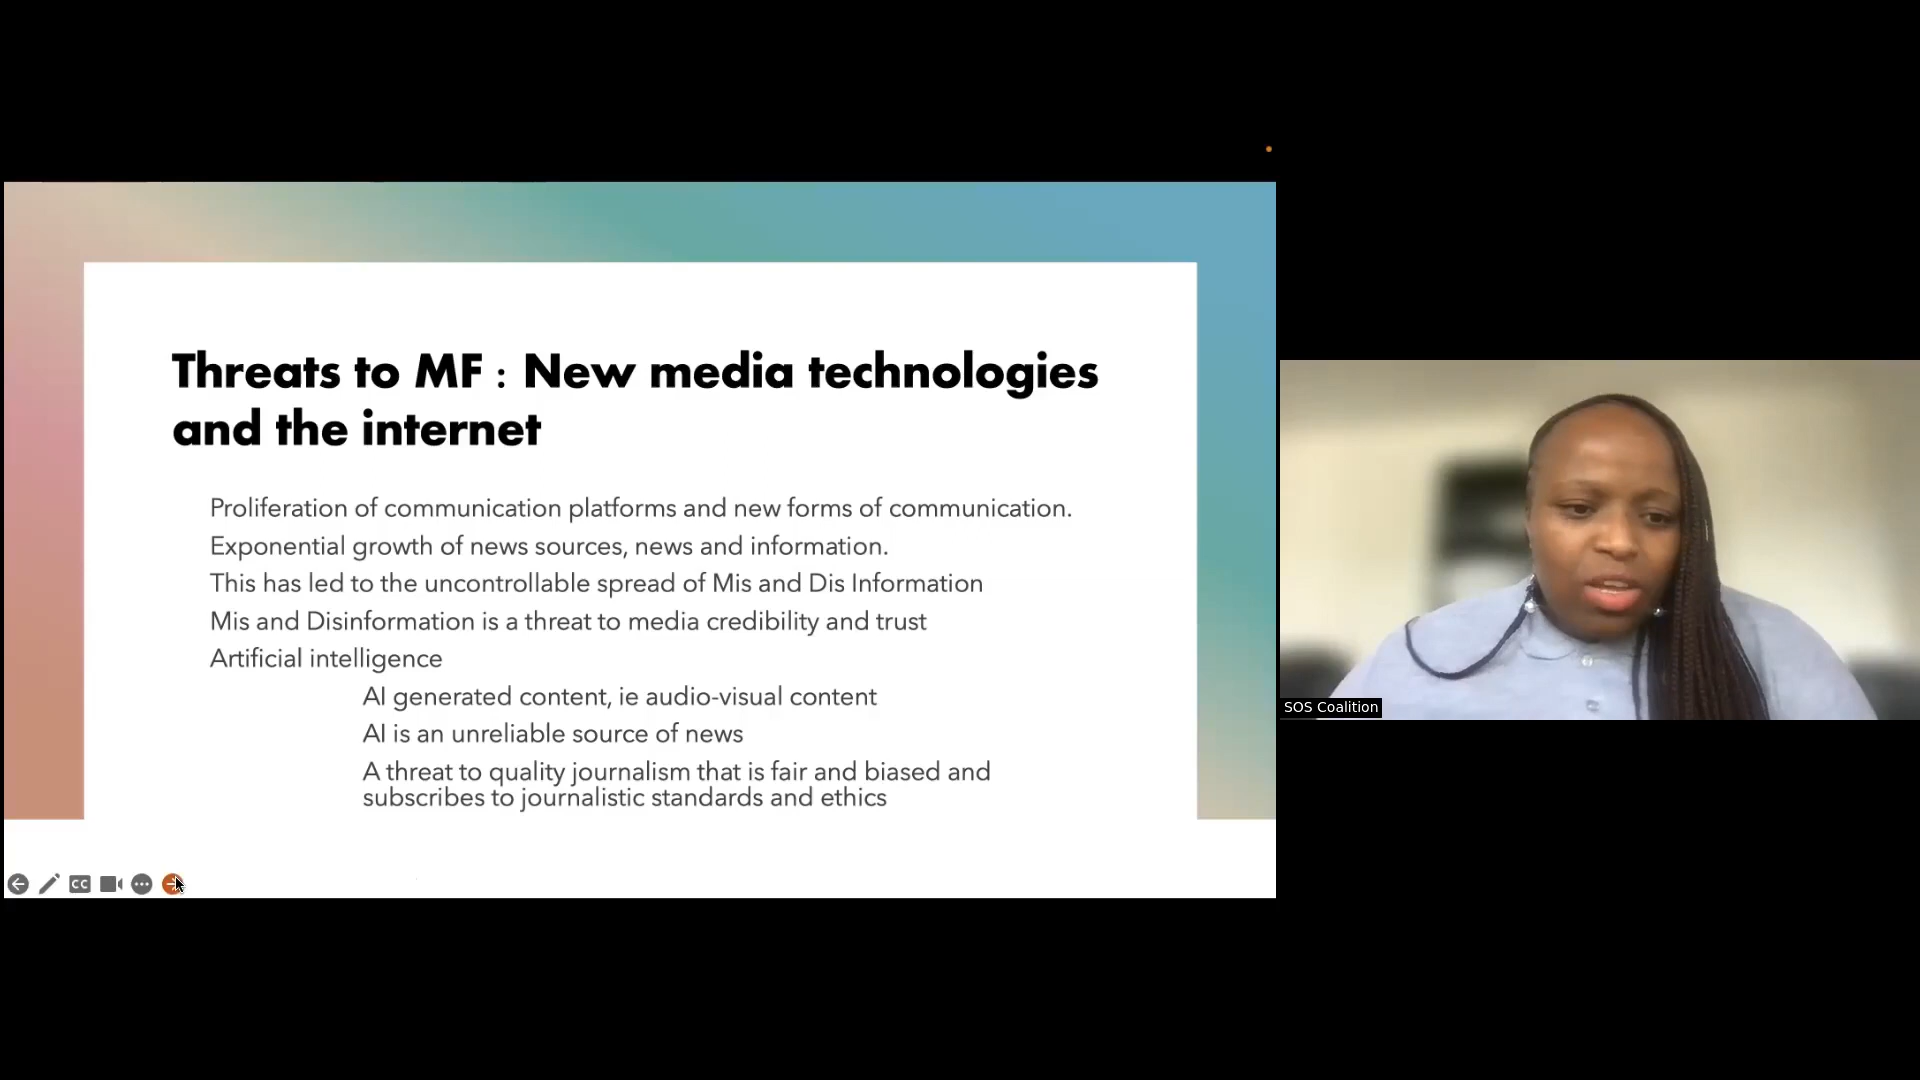 Threats to MF : New media technologies
and the internet
Proliferation of communication platforms and new forms of communication.
Exponential growth of news sources, news and information.
This has led to the uncontrollable spread of Mis and Dis Information
Mis and Disinformation is a threat to media credibility and trust
Artificial intelligence
AI generated content, ie audio-visual content
AI is an unreliable source of news
A threat to quality journalism that is fair and biased and
subscribes to journalistic standards and ethics
CC
SOS Coalition